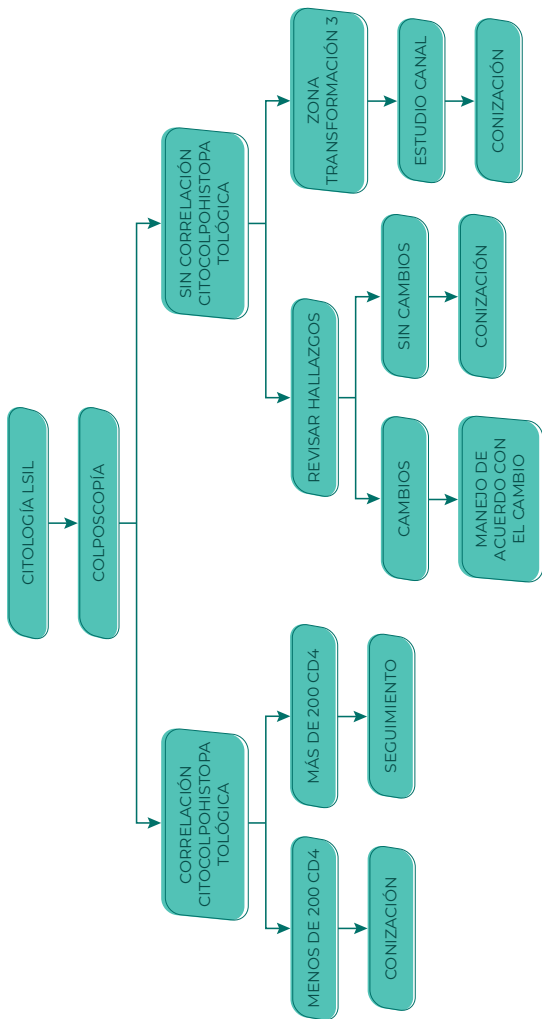 CITOLOGÍA LSIL
COLPOSCOPÍA
CORRELACIÓN
CITOCOLPOHISTOPA
TOLÓGICA
SIN CORRELACIÓN
CITOCOLPOHISTOPA
TOLÓGICA
MENOS DE 200 CD4
MÁS DE 200 CD4
REVISAR HALLAZGOS
ZONA
TRANSFORMACIÓN 3
CONIZACIÓN
SEGUIMIENTO
CAMBIOS
SIN CAMBIOS
ESTUDIO CANAL
MANEJO DE
ACUERDO CON
EL CAMBIO
CONIZACIÓN
CONIZACIÓN